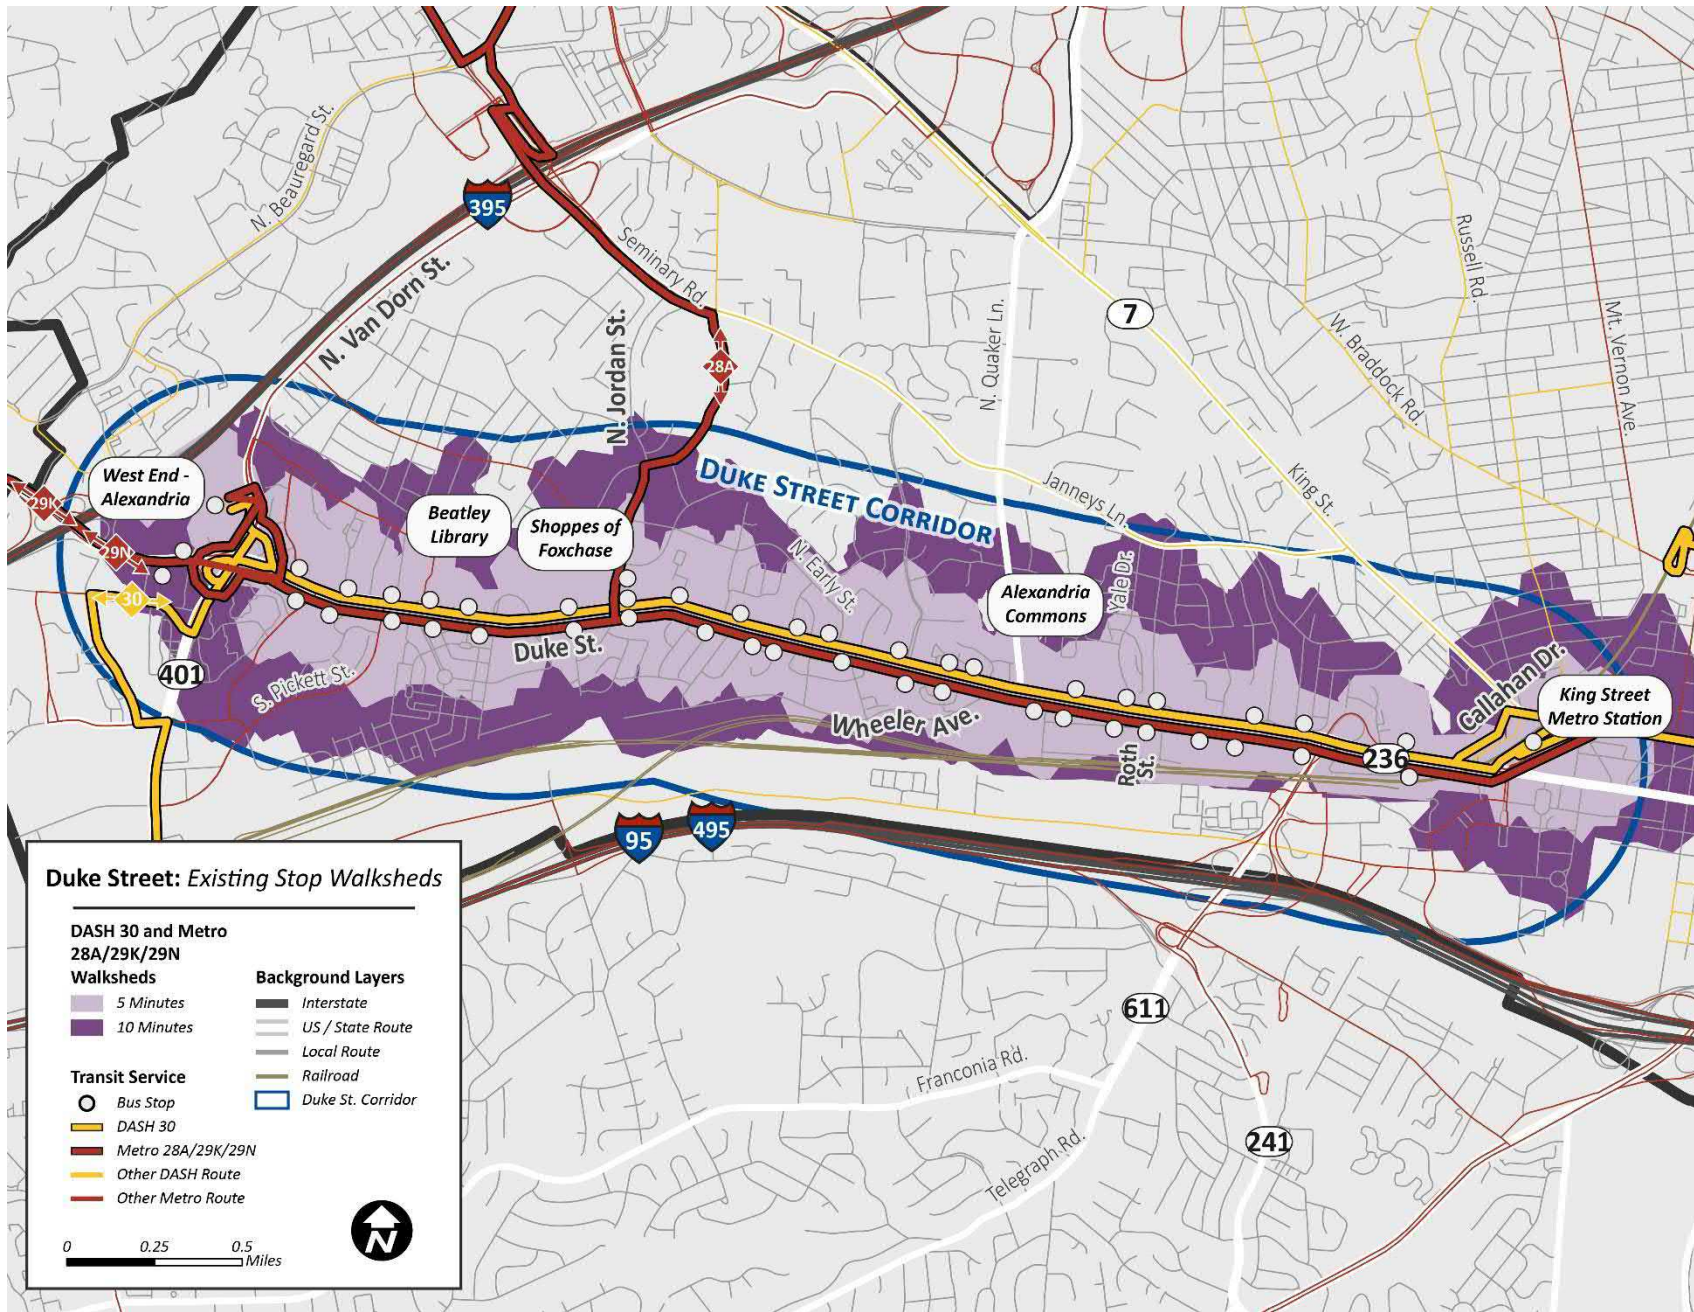 N. Beauregard St.
395
N. Van Dorn St.
Seminary Rd.
N. Jordan St.
28A
N. Quaker Ln.
7
Russell Rd.
W. Braddock Rd.
Mt. Vernon Ave.
King St.
Janneys Ln.
DUKE STREET CORRIDOR
West End -
Alexandria
29K
29N
30
Beatley
Library
Shoppes of
Foxchase
N. Early St.
Alexandria
Commons
Yale Dr.
401
S. Pickett St.
Duke St.
Wheeler Ave.
Roth
St.
236
Callahan Dr.
King Street
Metro Station
95
495
611
Franconia Rd.
Telegraph Rd.
241
Duke Street: Existing Stop Walksheds
DASH 30 and Metro
28A/29K/29N
Walksheds
5 Minutes
10 Minutes
Transit Service
Bus Stop
DASH 30
Metro 28A/29K/29N
Other DASH Route
Other Metro Route
Background Layers
Interstate
US / State Route
Local Route
Railroad
Duke St. Corridor
N
0 0.25 0.5
Miles